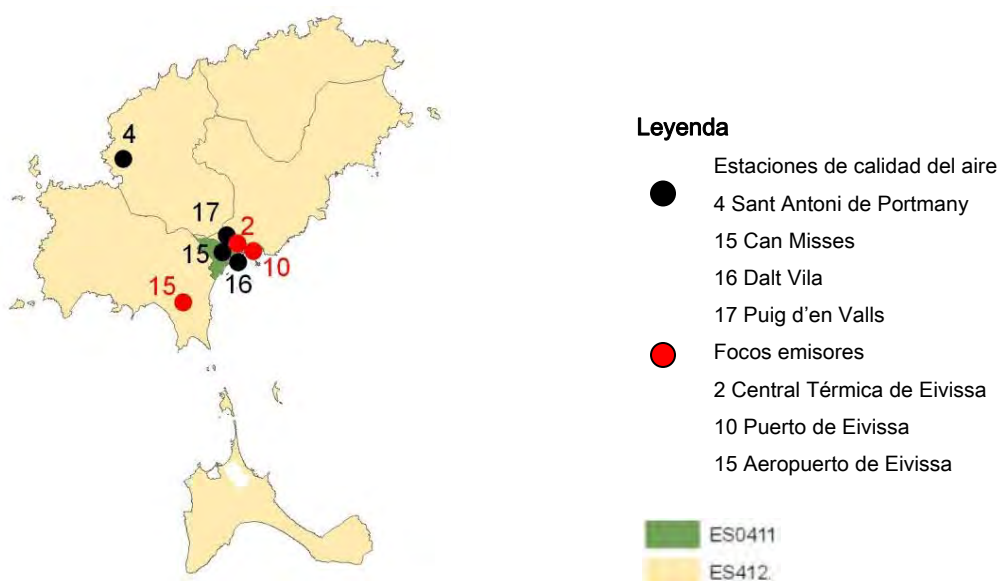 4
17
2
15
10
16
15
Leyenda
Estaciones de calidad del aire
4 Sant Antoni de Portmany
15 Can Misses
16 Dalt Vila
17 Puig d'en Valls
Focos emisores
2 Central Térmica de Eivissa
10 Puerto de Eivissa
15 Aeropuerto de Eivissa
ES0411
ES412